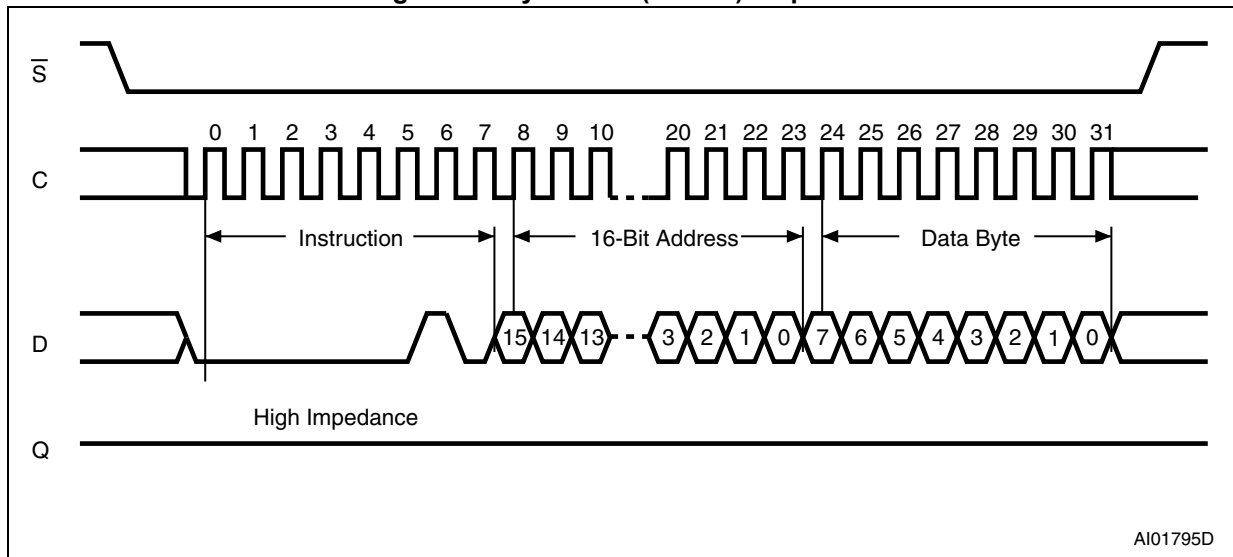 S̅
0 1 2 3 4 5 6 7 8 9 10 20 21 22 23 24 25 26 27 28 29 30 31
C
Instruction 16-Bit Address Data Byte
D 15 14 13 3 2 1 0 7 6 5 4 3 2 1 0
High Impedance
Q
AI01795D